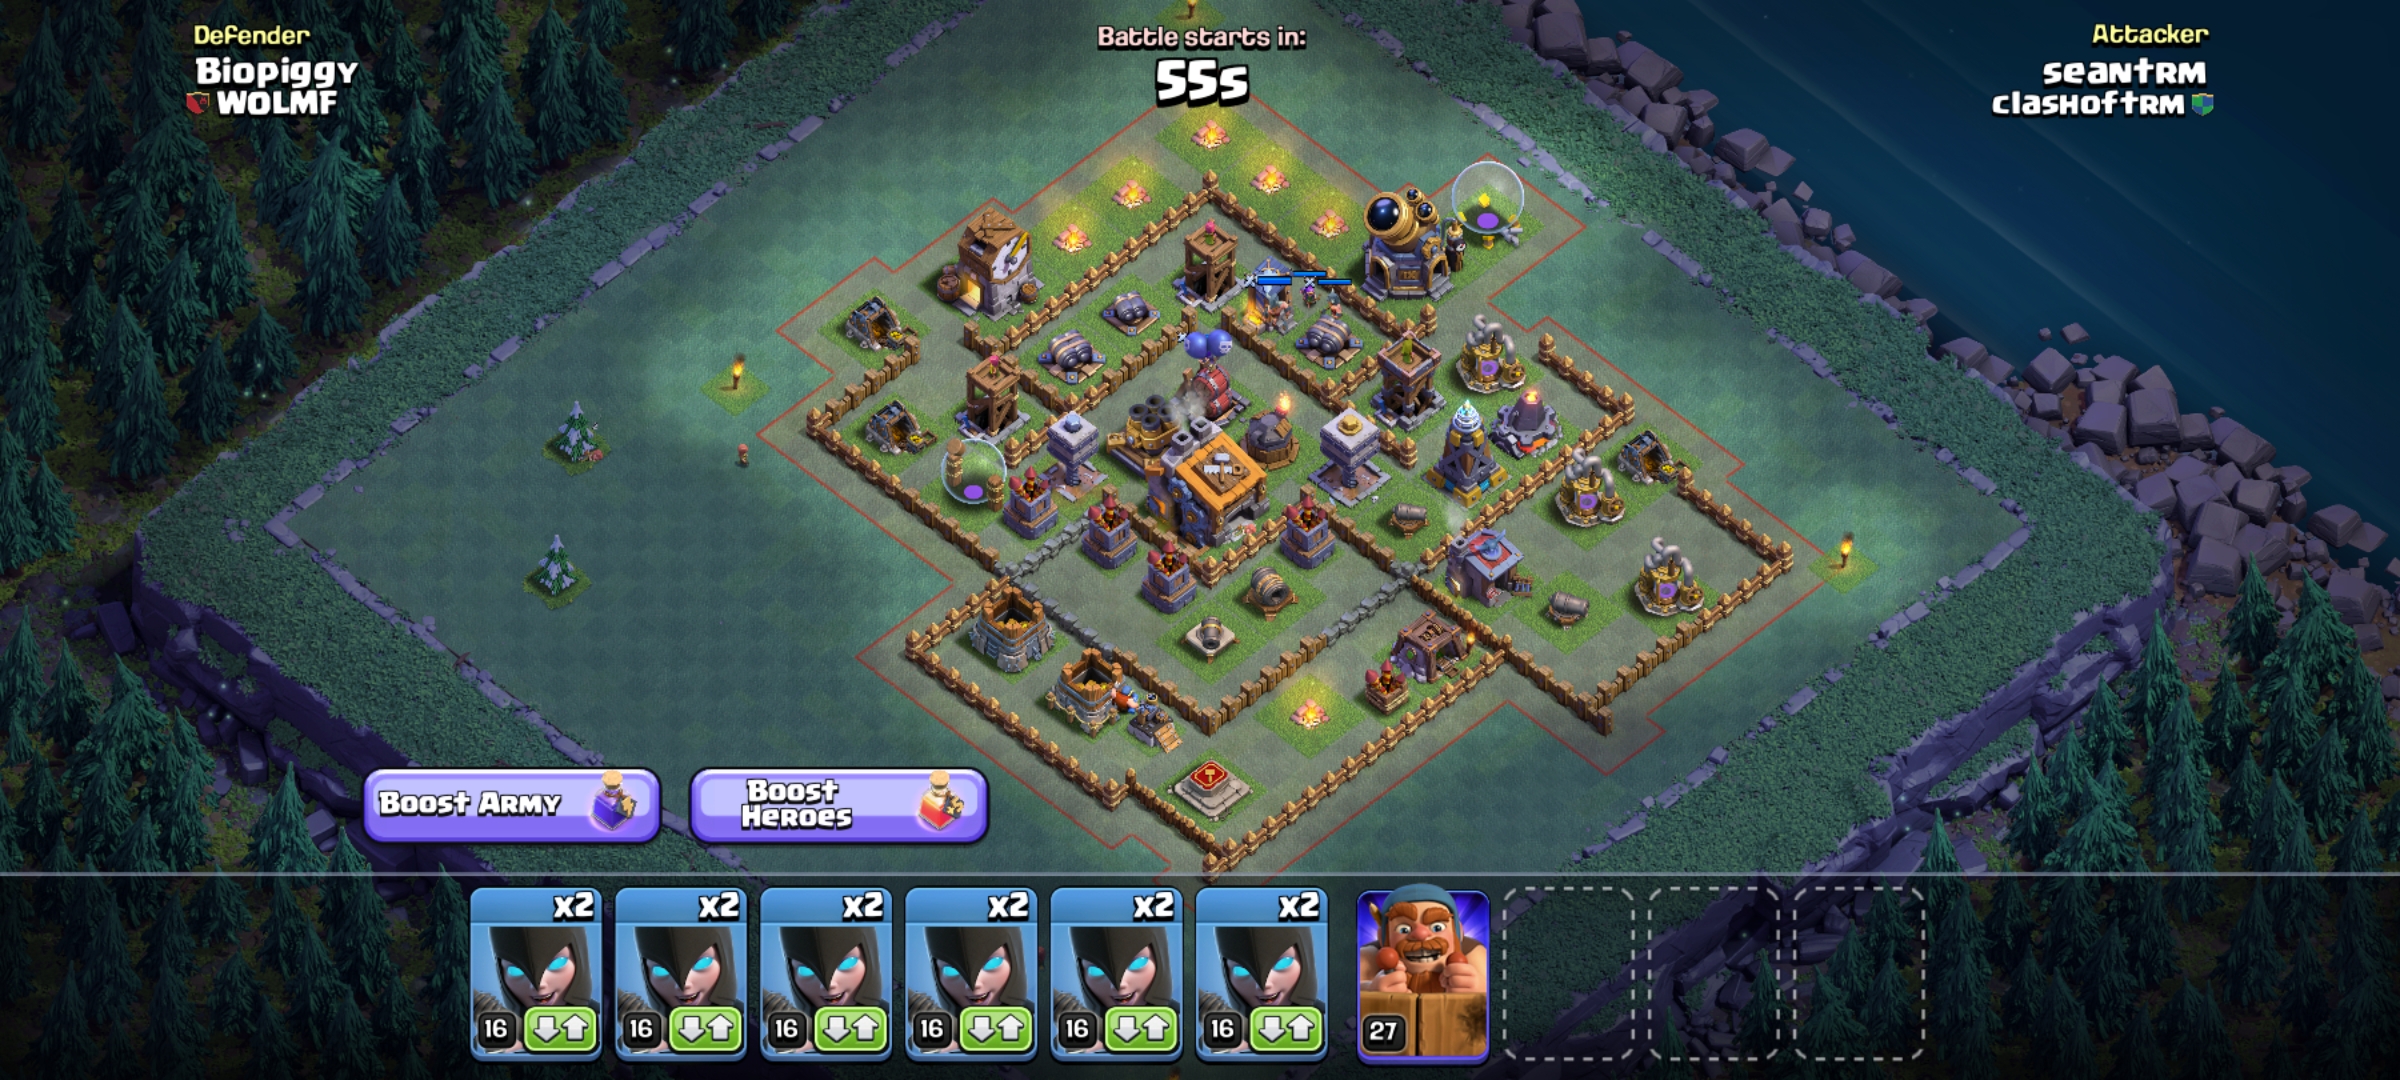 Defender
Biopiggy
WOLMF
Battle starts in:
55s
Attacker
seantRM
clashoftRM
Boost Army
Boost
Heroes
x2
x2
x2
x2
x2
x2
16
16
16
16
16
16
27